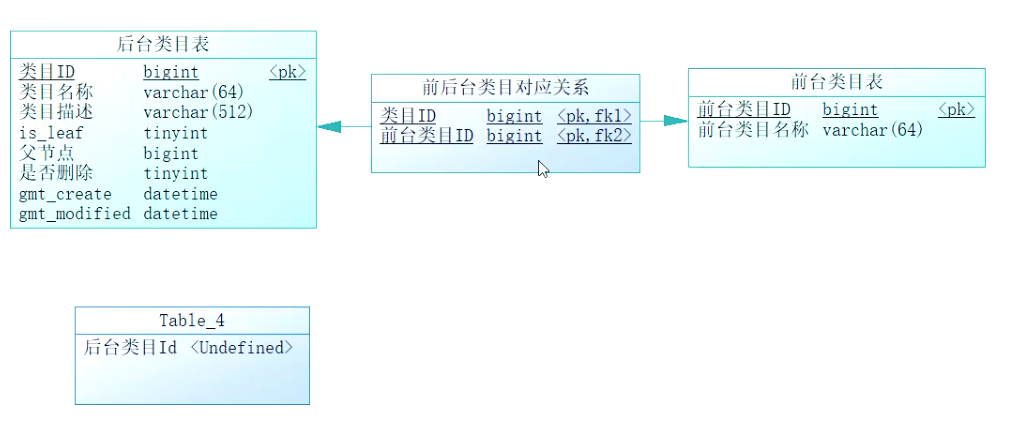 后台类目表
类目ID bigint <pk>
类目名称 varchar(64)
类目描述 varchar(512)
is_leaf tinyint
父节点 bigint
是否删除 tinyint
gmt_create datetime
gmt_modified datetime
前后台类目对应关系
类目ID bigint <pk,fk1>
前台类目ID bigint <pk,fk2>
前台类目表
前台类目ID bigint <pk>
前台类目名称 varchar(64)
Table_4
后台类目Id <Undefined>